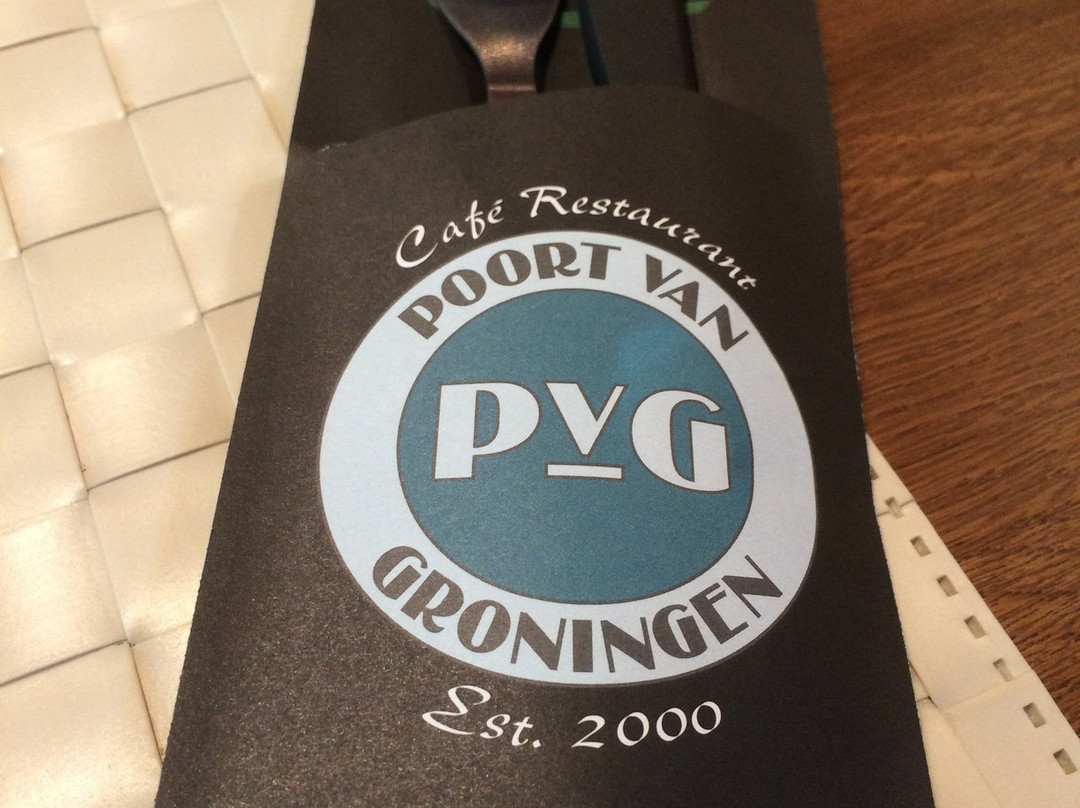 Café Restaurant
POORT VAN
PVG
GRONINGEN
Est. 2000